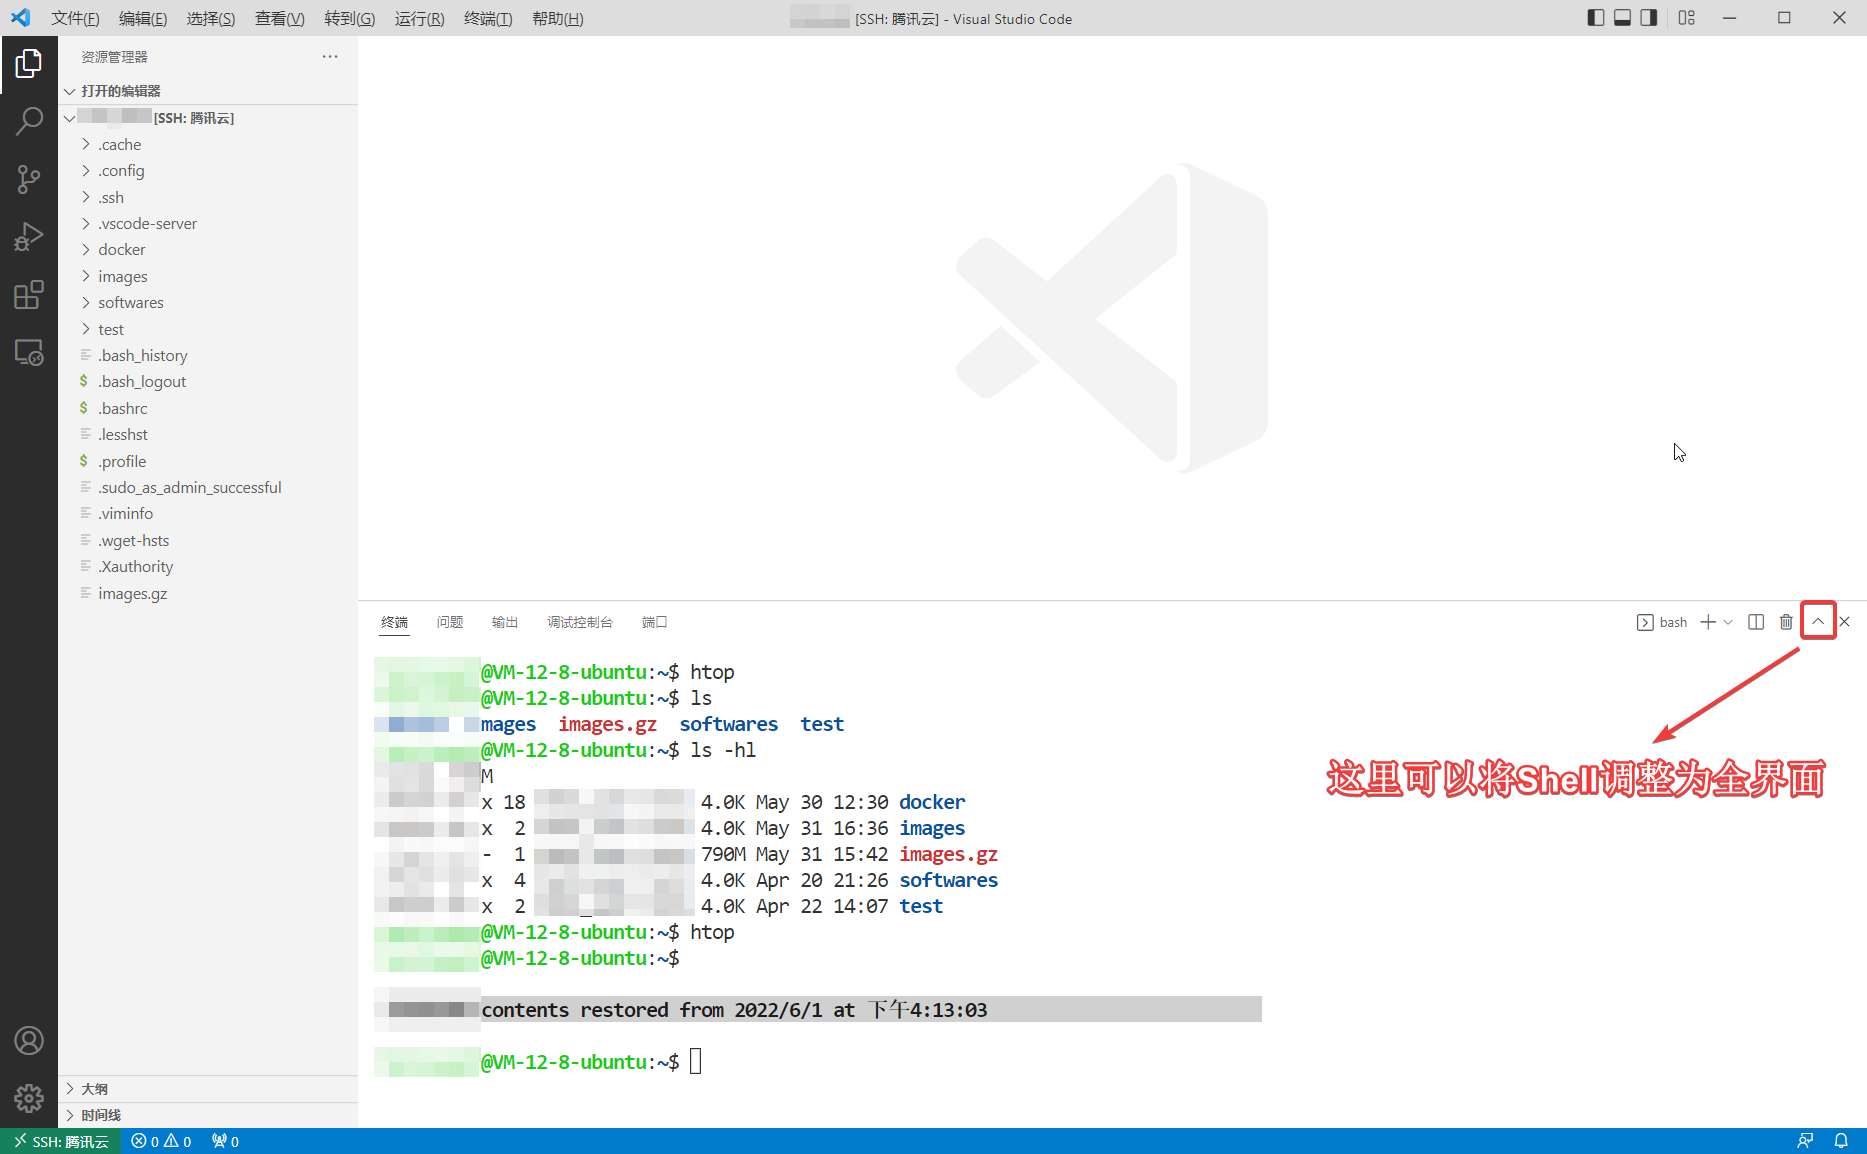 文件(F) 编辑(E) 选择(S) 查看(V) 转到(G) 运行(R) 终端(T) 帮助(H) [SSH: 腾讯云] - Visual Studio Code
资源管理器
打开的编辑器
[SSH: 腾讯云]
.cache
.config
.ssh
.vscode-server
docker
images
softwares
test
.bash_history
.bash_logout
.bashrc
.lesshst
.profile
.sudo_as_admin_successful
.viminfo
.wget-hsts
.Xauthority
images.gz
大纲
时间线
终端 问题 输出 调试控制台 端口 bash
@VM-12-8-ubuntu:~$ htop
@VM-12-8-ubuntu:~$ ls
mages images.gz softwares test
@VM-12-8-ubuntu:~$ ls -hl
M
x 18 4.0K May 30 12:30 docker
x 2 4.0K May 31 16:36 images
- 1 790M May 31 15:42 images.gz
x 4 4.0K Apr 20 21:26 softwares
x 2 4.0K Apr 22 14:07 test
@VM-12-8-ubuntu:~$ htop
@VM-12-8-ubuntu:~$
contents restored from 2022/6/1 at 下午4:13:03
@VM-12-8-ubuntu:~$
这里可以将Shell调整为全界面
SSH: 腾讯云 0 0 0